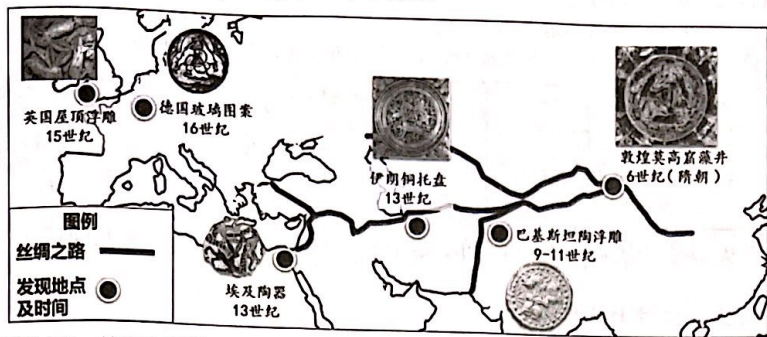 英国屋顶浮雕
15世纪
德国玻璃图案
16世纪
伊朗铜托盘
13世纪
敦煌莫高窟藻井
6世纪(隋朝)
巴基斯坦陶浮雕
9-11世纪
埃及陶器
13世纪
图例
丝绸之路
发现地点
及时间